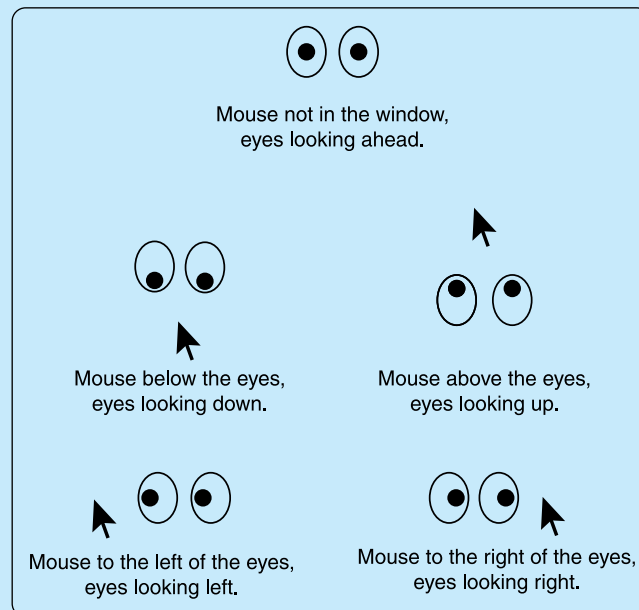 Mouse not in the window,
eyes looking ahead.
Mouse below the eyes,
eyes looking down.
Mouse above the eyes,
eyes looking up.
Mouse to the left of the eyes,
eyes looking left.
Mouse to the right of the eyes,
eyes looking right.